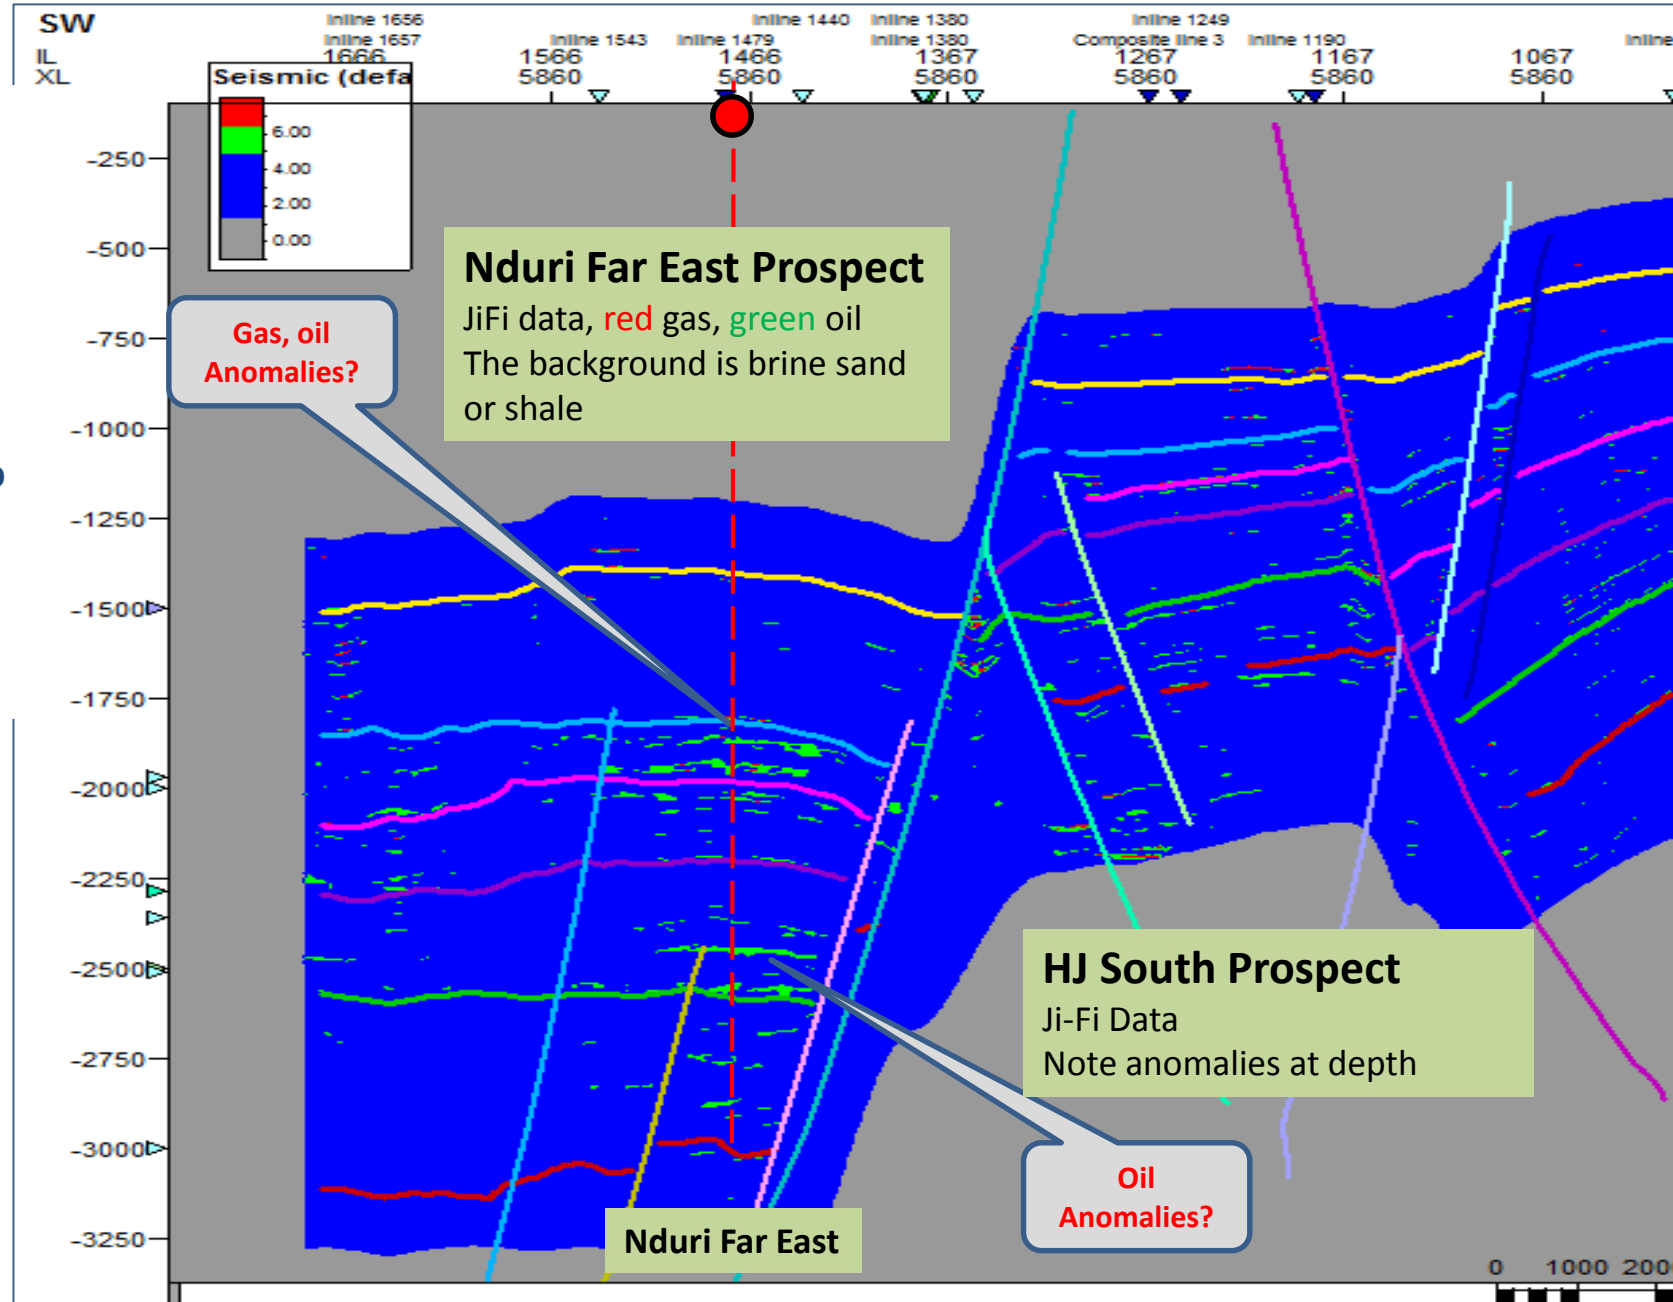 SW
Inline 1656
Inline 1440
Inline 1380
Inline 1249
Inline 1657
Inline 1543
Inline 1479
Inline 1380
Composite line 3
Inline 1190
Inline
IL
1666
1566
1466
1367
1267
1167
1067
XL
5860
5860
5860
5860
5860
5860
Seismic (defa
6.00
4.00
2.00
0.00
-250
-500
-750
-1000
-1250
-1500
-1750
-2000
-2250
-2500
-2750
-3000
-3250
Nduri Far East Prospect
JiFi data, red gas, green oil
The background is brine sand
or shale
Gas, oil
Anomalies?
HJ South Prospect
Ji-Fi Data
Note anomalies at depth
Oil
Anomalies?
Nduri Far East
0 1000 200